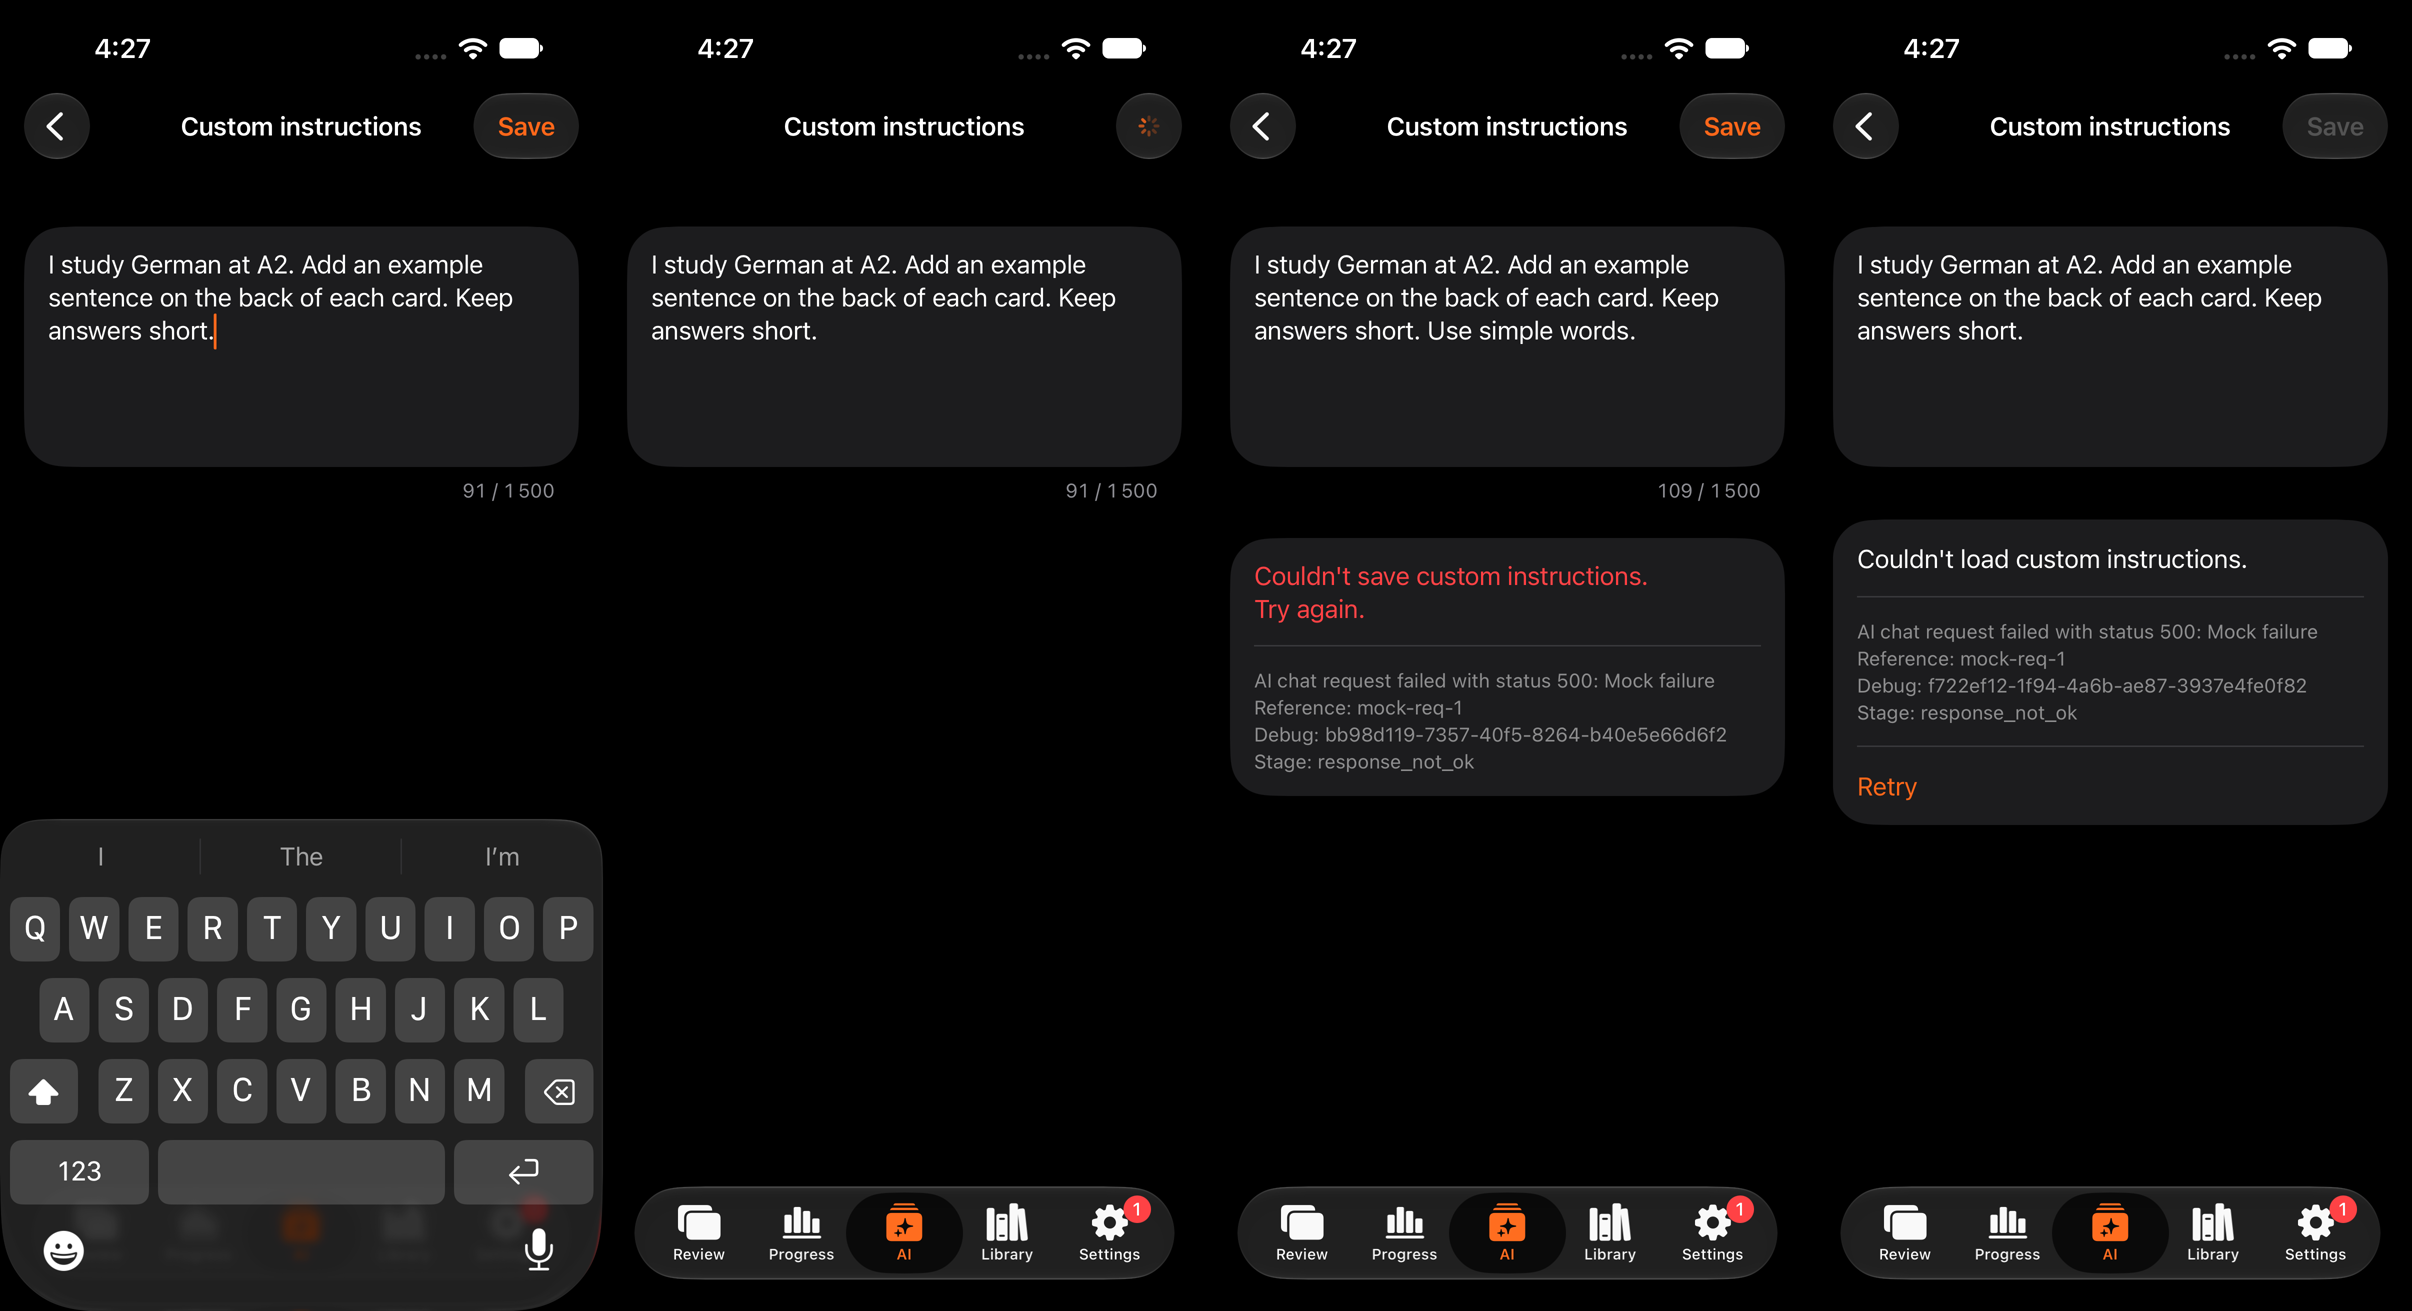 4:27
Custom instructions
Save
I study German at A2. Add an example
sentence on the back of each card. Keep
answers short.
91 / 1 500
I
The
I'm
Q W E R T Y U I O P
A S D F G H J K L
Z X C V B N M
123
4:27
Custom instructions
I study German at A2. Add an example
sentence on the back of each card. Keep
answers short.
91 / 1 500
Review
Progress
AI
Library
1
Settings
4:27
Custom instructions
Save
I study German at A2. Add an example
sentence on the back of each card. Keep
answers short. Use simple words.
109 / 1 500
Couldn't save custom instructions.
Try again.
AI chat request failed with status 500: Mock failure
Reference: mock-req-1
Debug: bb98d119-7357-40f5-8264-b40e5e66d6f2
Stage: response_not_ok
Review
Progress
AI
Library
1
Settings
4:27
Custom instructions
Save
I study German at A2. Add an example
sentence on the back of each card. Keep
answers short.
Couldn't load custom instructions.
AI chat request failed with status 500: Mock failure
Reference: mock-req-1
Debug: f722ef12-1f94-4a6b-ae87-3937e4fe0f82
Stage: response_not_ok
Retry
Review
Progress
AI
Library
1
Settings